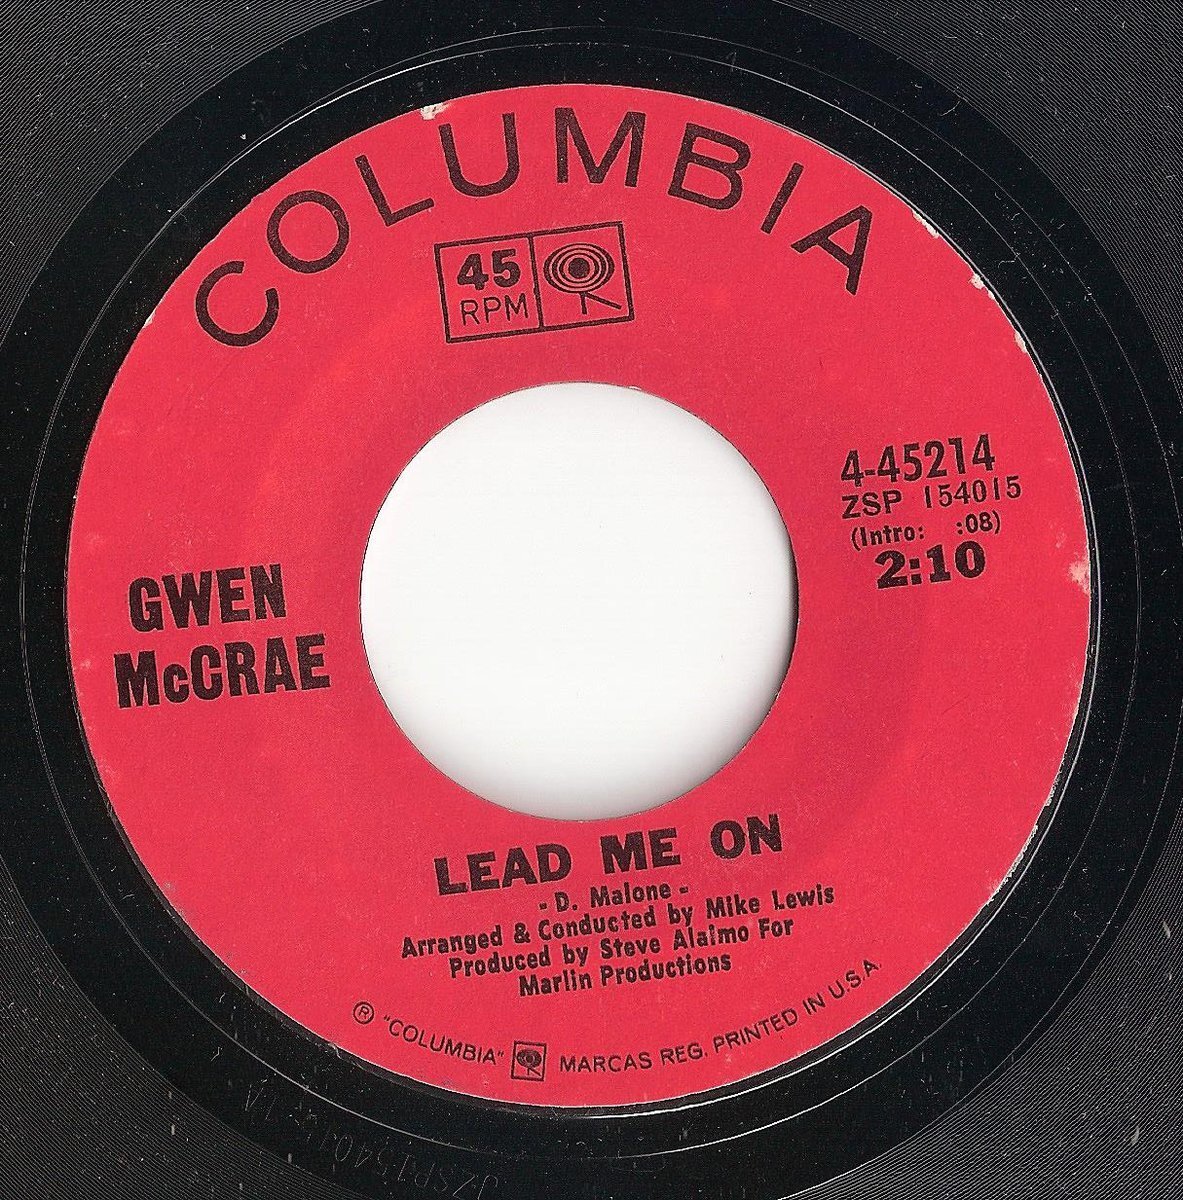 COLUMBIA
45
RPM
4-45214
ZSP 154015
(Intro: :08)
2:10
GWEN
McCRAE
LEAD ME ON
- D. Malone -
Arranged & Conducted by Mike Lewis
Produced by Steve Alaimo For
Marlin Productions
® "COLUMBIA" MARCAS REG. PRINTED IN U.S.A.